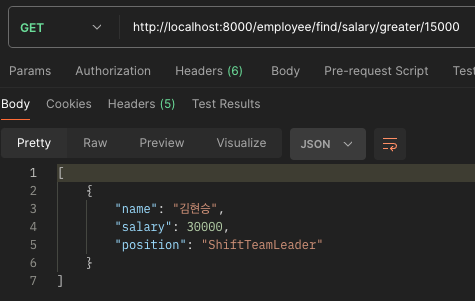 GET http://localhost:8000/employee/find/salary/greater/15000
Params Authorization Headers (6) Body Pre-request Script
Body Cookies Headers (5) Test Results
Pretty Raw Preview Visualize JSON
1 [
2 {
3 "name": "김현승",
4 "salary": 30000,
5 "position": "ShiftTeamLeader"
6 }
7 ]